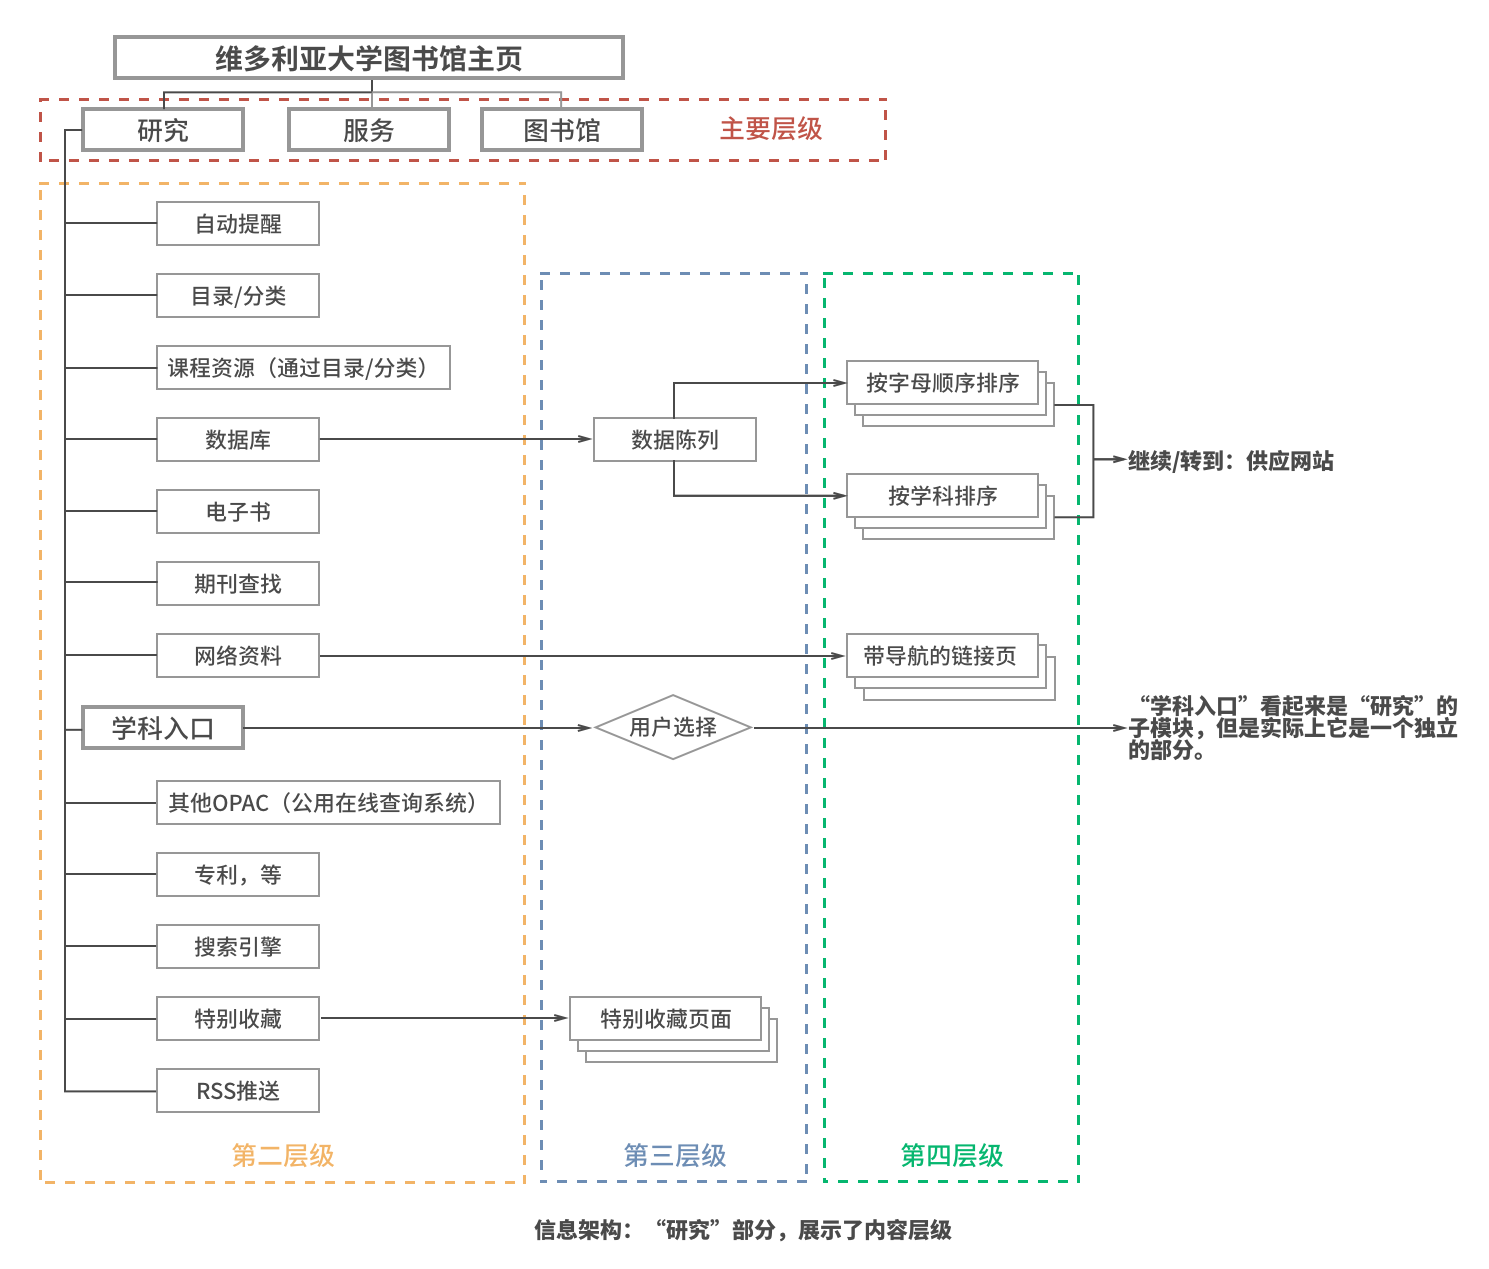 维多利亚大学图书馆主页
研究
服务
图书馆
主要层级
自动提醒
目录/分类
课程资源（通过目录/分类）
数据库
数据阵列
按字母顺序排序
按学科排序
继续/转到：供应网站
电子书
期刊查找
网络资料
带导航的链接页
学科入口
用户选择
“学科入口”看起来是“研究”的
子模块，但是实际上它是一个独立
的部分。
其他OPAC（公用在线查询系统）
专利，等
搜索引擎
特别收藏
特别收藏页面
RSS推送
第二层级
第三层级
第四层级
信息架构：“研究”部分，展示了内容层级